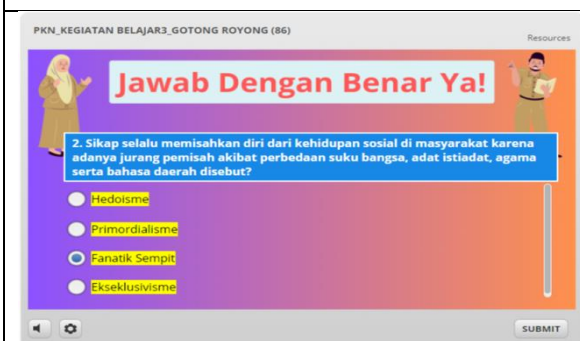 PKN_KEGIATAN BELAJAR3_GOTONG ROYONG (86)
Resources
Jawab Dengan Benar Ya!
2. Sikap selalu memisahkan diri dari kehidupan sosial di masyarakat karena
adanya jurang pemisah akibat perbedaan suku bangsa, adat istiadat, agama
serta bahasa daerah disebut?
Hedoisme
Primordialisme
Fanatik Sempit
Ekseklusivisme
SUBMIT